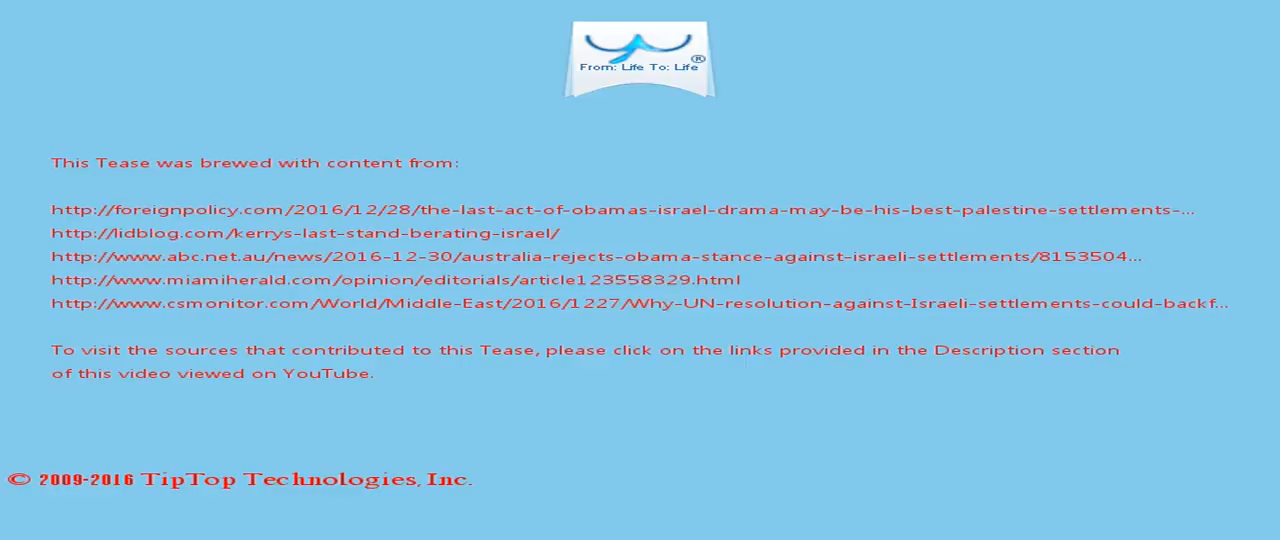 From: Life To: Life®
This Tease was brewed with content from:
http://foreignpolicy.com/2016/12/28/the-last-act-of-obamas-israel-drama-may-be-his-best-palestine-settlements-...
http://lidblog.com/kerrys-last-stand-berating-israel/
http://www.abc.net.au/news/2016-12-30/australia-rejects-obama-stance-against-israeli-settlements/8153504...
http://www.miamiherald.com/opinion/editorials/article123558329.html
http://www.csmonitor.com/World/Middle-East/2016/1227/Why-UN-resolution-against-Israeli-settlements-could-backf...
To visit the sources that contributed to this Tease, please click on the links provided in the Description section
of this video viewed on YouTube.
© 2009-2016 TipTop Technologies, Inc.